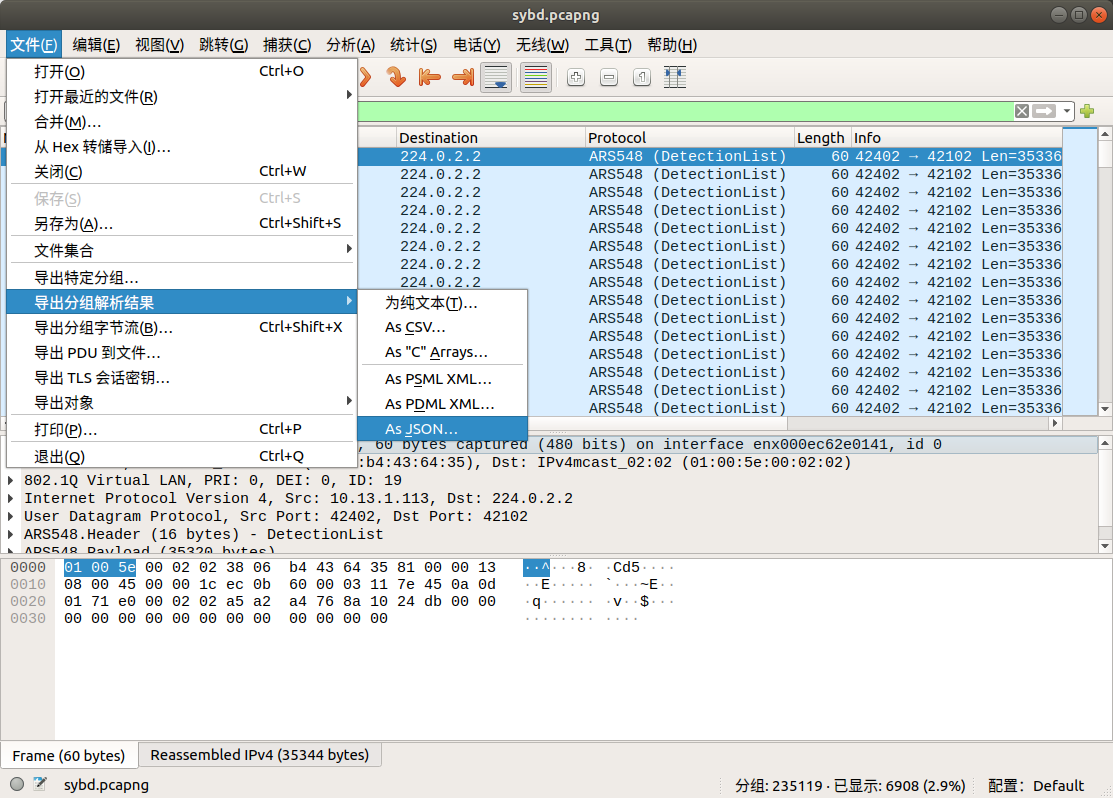 sybd.pcapng
文件(F) 编辑(E) 视图(V) 跳转(G) 捕获(C) 分析(A) 统计(S) 电话(Y) 无线(W) 工具(T) 帮助(H)
打开(O) Ctrl+O
打开最近的文件(R)
合并(M)…
从 Hex 转储导入(I)…
关闭(C) Ctrl+W
保存(S) Ctrl+S
另存为(A)… Ctrl+Shift+S
文件集合
导出特定分组…
导出分组解析结果
导出分组字节流(B)… Ctrl+Shift+X
导出 PDU 到文件…
导出 TLS 会话密钥…
导出对象
打印(P)… Ctrl+P
退出(Q) Ctrl+Q
为纯文本(T)…
As CSV…
As "C" Arrays…
As PSML XML…
As PDML XML…
As JSON…
Destination Protocol Length Info
224.0.2.2 ARS548 (DetectionList) 60 42402 → 42102 Len=35336
224.0.2.2 ARS548 (DetectionList) 60 42402 → 42102 Len=35336
224.0.2.2 ARS548 (DetectionList) 60 42402 → 42102 Len=35336
224.0.2.2 ARS548 (DetectionList) 60 42402 → 42102 Len=35336
224.0.2.2 ARS548 (DetectionList) 60 42402 → 42102 Len=35336
224.0.2.2 ARS548 (DetectionList) 60 42402 → 42102 Len=35336
224.0.2.2 ARS548 (DetectionList) 60 42402 → 42102 Len=35336
224.0.2.2 ARS548 (DetectionList) 60 42402 → 42102 Len=35336
ARS548 (DetectionList) 60 42402 → 42102 Len=35336
ARS548 (DetectionList) 60 42402 → 42102 Len=35336
ARS548 (DetectionList) 60 42402 → 42102 Len=35336
ARS548 (DetectionList) 60 42402 → 42102 Len=35336
ARS548 (DetectionList) 60 42402 → 42102 Len=35336
ARS548 (DetectionList) 60 42402 → 42102 Len=35336
ARS548 (DetectionList) 60 42402 → 42102 Len=35336
, 60 bytes captured (480 bits) on interface enx000ec62e0141, id 0
:b4:43:64:35), Dst: IPv4mcast_02:02 (01:00:5e:00:02:02)
802.1Q Virtual LAN, PRI: 0, DEI: 0, ID: 19
Internet Protocol Version 4, Src: 10.13.1.113, Dst: 224.0.2.2
User Datagram Protocol, Src Port: 42402, Dst Port: 42102
ARS548.Header (16 bytes) - DetectionList
ARS548.Payload (35320 bytes)
0000 01 00 5e 00 02 02 38 06 b4 43 64 35 81 00 00 13 ··^···8· ·Cd5····
0010 08 00 45 00 00 1c ec 0b 60 00 03 11 7e 45 0a 0d ··E····· `···~E··
0020 01 71 e0 00 02 02 a5 a2 a4 76 8a 10 24 db 00 00 ·q······ ·v··$···
0030 00 00 00 00 00 00 00 00 00 00 00 00 ········ ····
Frame (60 bytes) Reassembled IPv4 (35344 bytes)
sybd.pcapng 分组: 235119 · 已显示: 6908 (2.9%) 配置: Default